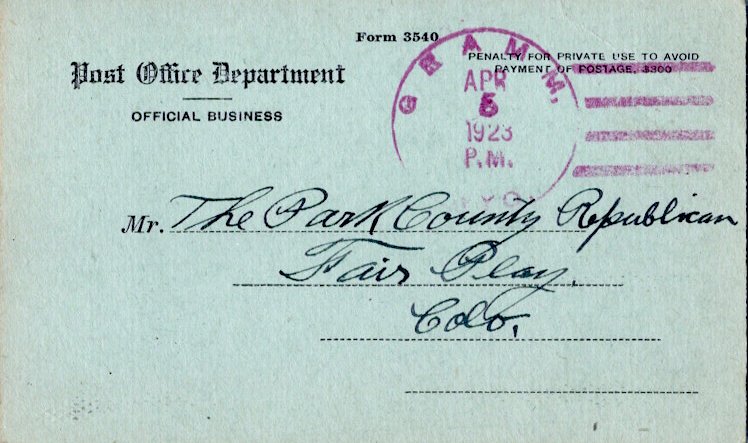 Form 3540
Post Office Department
OFFICIAL BUSINESS
PENALTY FOR PRIVATE USE TO AVOID
PAYMENT OF POSTAGE, $300
GRAMM.
APR
5
1923
P.M.
WYO.
Mr. The Park County Republican
Fair Play,
Colo.